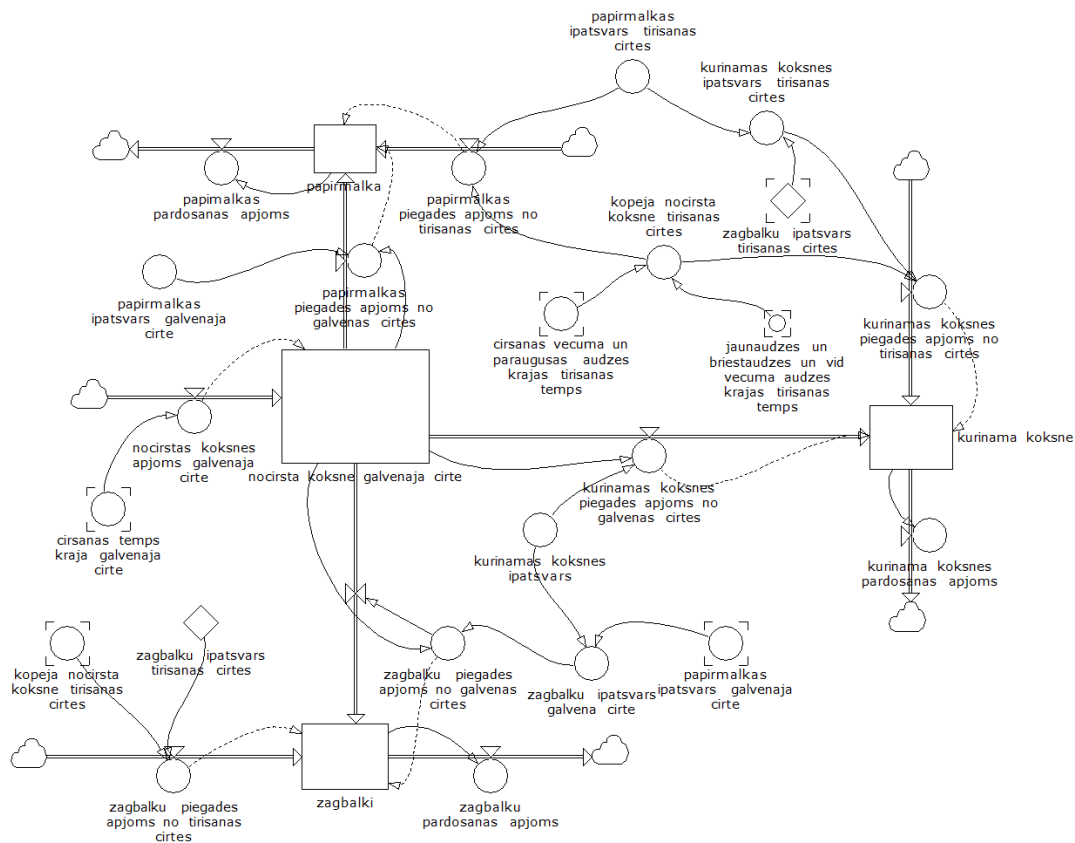 papirmalkas
ipatsvars tirisanas
cirtes
kurinamas koksnes
ipatsvars tirisanas
cirtes
papirmalka
papimalkas
pardosanas apjoms
papirmalkas
piegades apjoms no
tirisanas cirtes
kopeja nocirsta
koksne tirisanas
cirtes
zagbalku ipatsvars
tirisanas cirtes
papirmalkas
ipatsvars galvenaja
cirte
papirmalkas
piegades apjoms no
galvenas cirtes
cirsanas vecuma un
paraugusas audzes
krajas tirisanas
temps
jaunaudzes un
briestaudzes un vid
vecuma audzes
krajas tirisanas
temps
kurinamas koksnes
piegades apjoms no
tirisanas cirtes
nocirstas koksnes
apjoms galvenaja
cirte
nocirsta koksne galvenaja cirte
kurinama koksne
kurinamas koksnes
piegades apjoms no
galvenas cirtes
cirsanas temps
kraja galvenaja
cirte
kurinamas koksnes
ipatsvars
kurinama koksnes
pardosanas apjoms
kopeja nocirsta
koksne tirisanas
cirtes
zagbalku ipatsvars
tirisanas cirtes
zagbalku piegades
apjoms no galvenas
cirtes
zagbalku ipatsvars
galvena cirte
papirmalkas
ipatsvars galvenaja
cirte
zagbalku piegades
apjoms no tirisanas
cirtes
zagbalki
zagbalku
pardosanas apjoms